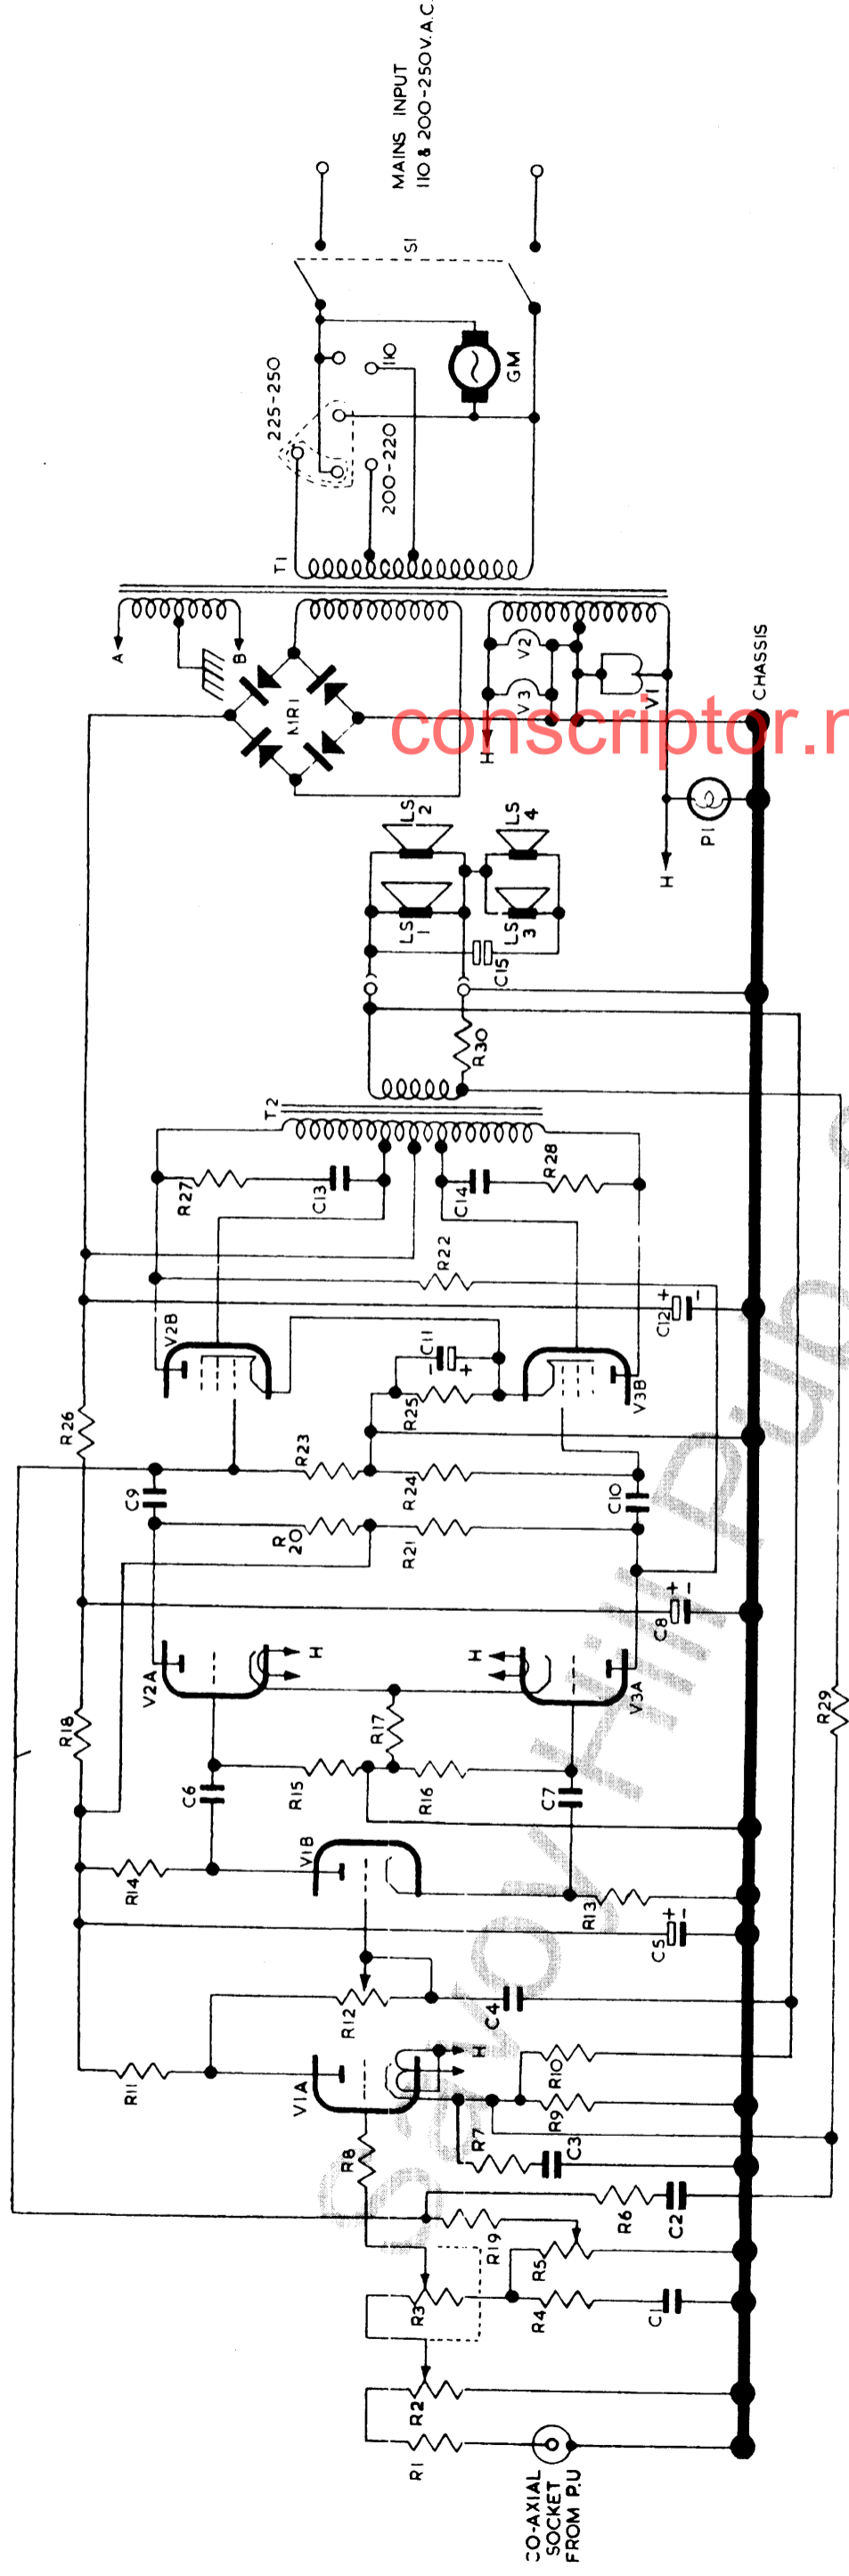 MAINS INPUT
110 & 200-250V.A.C.
S1
225-250
200-220
110
GM
T1
A
B
MR1
V2
V3
V1
H
H
P1
CHASSIS
LS 2
LS 1
LS 4
LS 3
C15
R30
T2
R27
C13
C14
R28
R22
C12
+
-
V2B
C11
-
+
R25
V3B
R26
R23
R24
C9
C10
R 20
R21
C8
+
-
V2A
H
H
V3A
R29
R18
R17
R15
R16
C6
C7
V1B
R14
R13
C5
+
-
R12
C4
R11
V1A
H
R10
R9
R8
R7
C3
R6
C2
R19
R5
R3
R4
C1
R2
R1
CO-AXIAL
SOCKET
FROM P.U
conscriptor.
Savoy Hill Pub